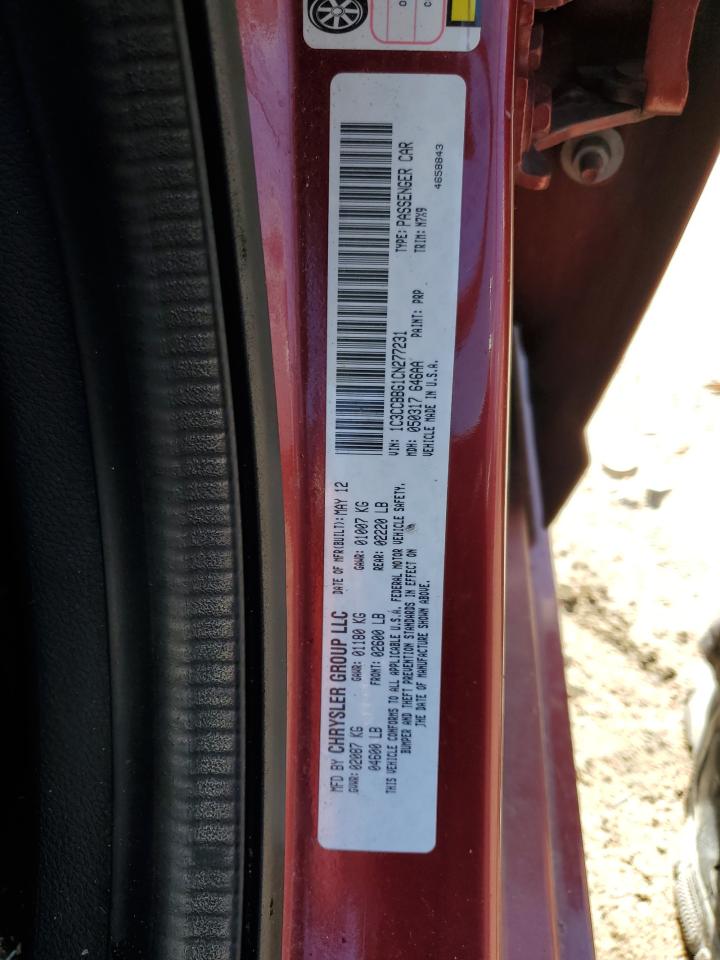 MFD BY CHRYSLER GROUP LLC DATE OF MFR(BUILT): MAY 12
GVWR: 02087 KG GAWR: 01180 KG GAWR: 01007 KG
04600 LB FRONT: 02600 LB REAR: 02220 LB
THIS VEHICLE CONFORMS TO ALL APPLICABLE U.S.A. FEDERAL MOTOR VEHICLE SAFETY,
BUMPER AND THEFT PREVENTION STANDARDS IN EFFECT ON
THE DATE OF MANUFACTURE SHOWN ABOVE.
VIN: 1C3CCBBG1CN277231 TYPE: PASSENGER CAR
MDH: 050317 646AA PAINT: PRP TRIM: M7X9
VEHICLE MADE IN U.S.A. 4658843